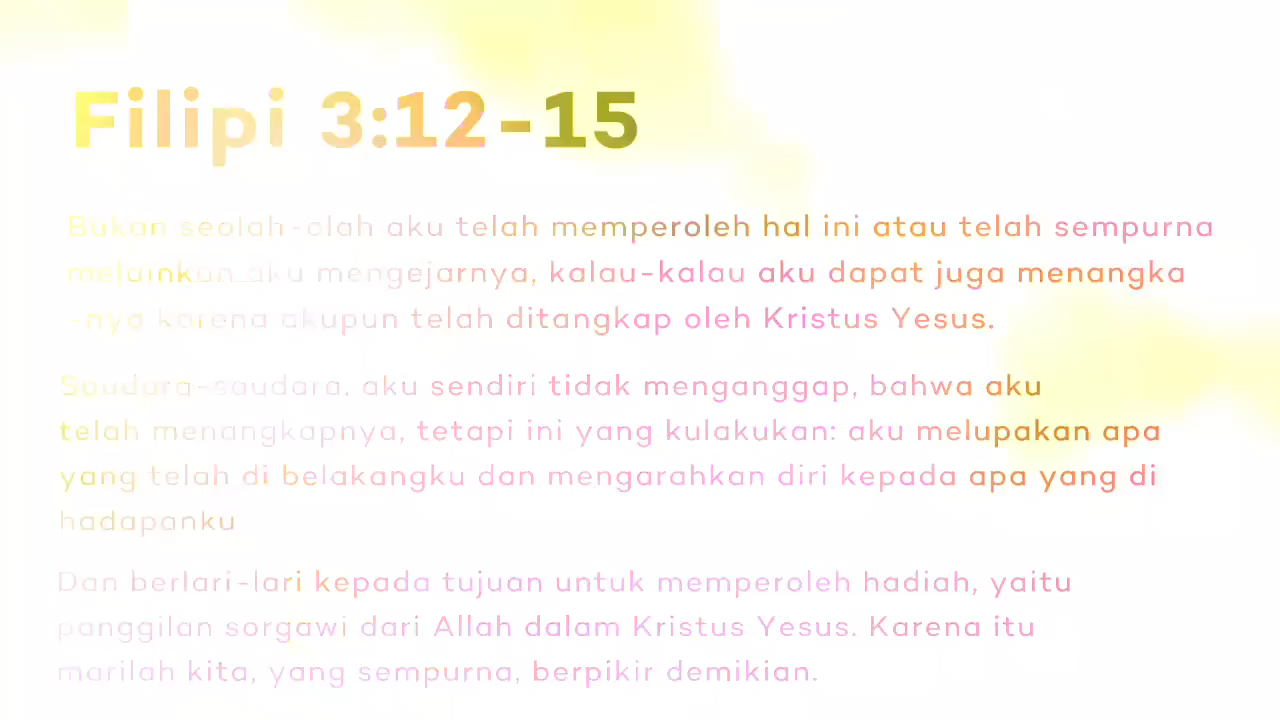 Filipi 3:12-15
Bukan seolah-olah aku telah memperoleh hal ini atau telah sempurna
melainkan aku mengejarnya, kalau-kalau aku dapat juga menangka
-nya karena akupun telah ditangkap oleh Kristus Yesus.
Saudara-saudara, aku sendiri tidak menganggap, bahwa aku
telah menangkapnya, tetapi ini yang kulakukan: aku melupakan apa
yang telah di belakangku dan mengarahkan diri kepada apa yang di
hadapanku
Dan berlari-lari kepada tujuan untuk memperoleh hadiah, yaitu
panggilan sorgawi dari Allah dalam Kristus Yesus. Karena itu
marilah kita, yang sempurna, berpikir demikian.